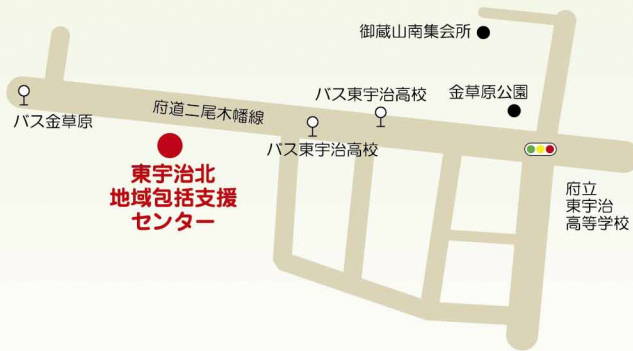 御蔵山南集会所
バス東宇治高校
金草原公園
府道二尾木幡線
バス金草原
バス東宇治高校
東宇治北
地域包括支援
センター
府立
東宇治
高等学校